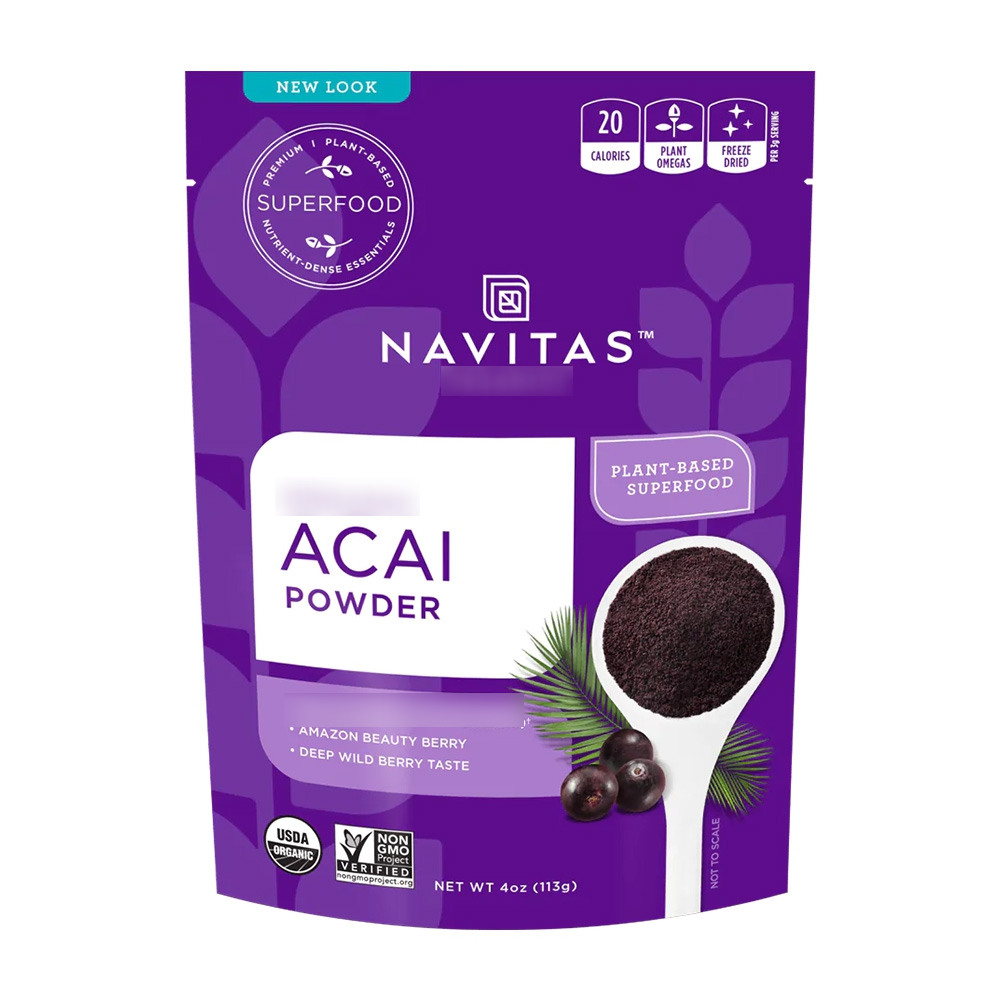 NEW LOOK
PREMIUM | PLANT-BASED
SUPERFOOD
NUTRIENT-DENSE ESSENTIALS
20
CALORIES
PLANT
OMEGAS
FREEZE
DRIED
PER 3g SERVING
NAVITAS™
PLANT-BASED
SUPERFOOD
ACAI
POWDER
• AMAZON BEAUTY BERRY
• DEEP WILD BERRY TASTE
USDA
ORGANIC
NON
GMO
Project
VERIFIED
nongmoproject.org
NET WT 4oz (113g)
NOT TO SCALE